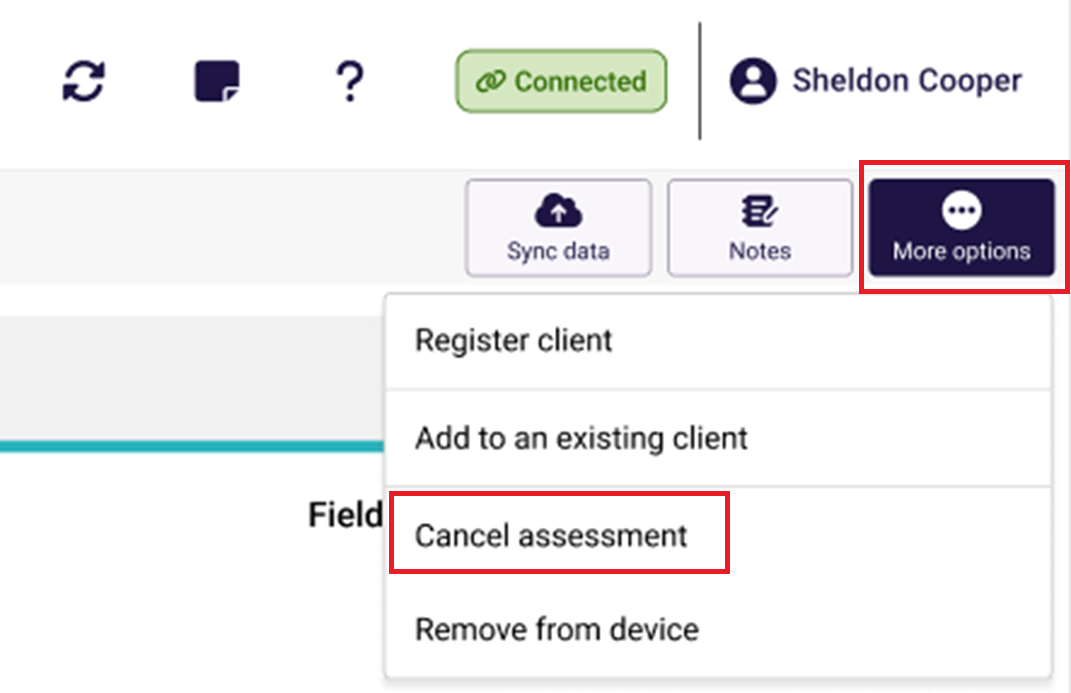 Connected
Sheldon Cooper
Sync data
Notes
More options
Register client
Add to an existing client
Field
Cancel assessment
Remove from device